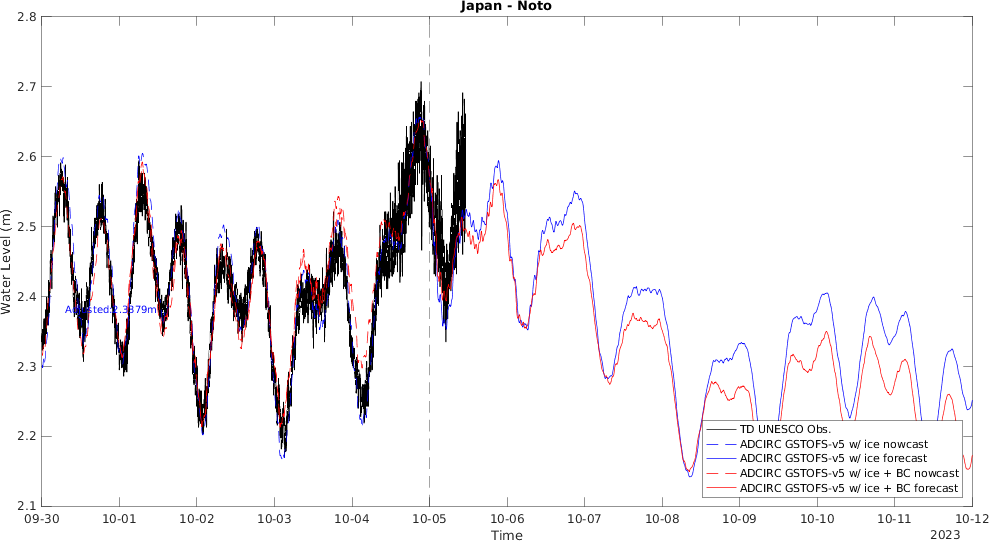 Japan - Noto
2.8
2.7
2.6
2.5
2.4
2.3
2.2
2.1
Water Level (m)
TD UNESCO Obs.
ADCIRC GSTOFS-v5 w/ ice nowcast
ADCIRC GSTOFS-v5 w/ ice forecast
ADCIRC GSTOFS-v5 w/ ice + BC nowcast
ADCIRC GSTOFS-v5 w/ ice + BC forecast
09-30 10-01 10-02 10-03 10-04 10-05 10-06 10-07 10-08 10-09 10-10 10-11 10-12
Time
2023